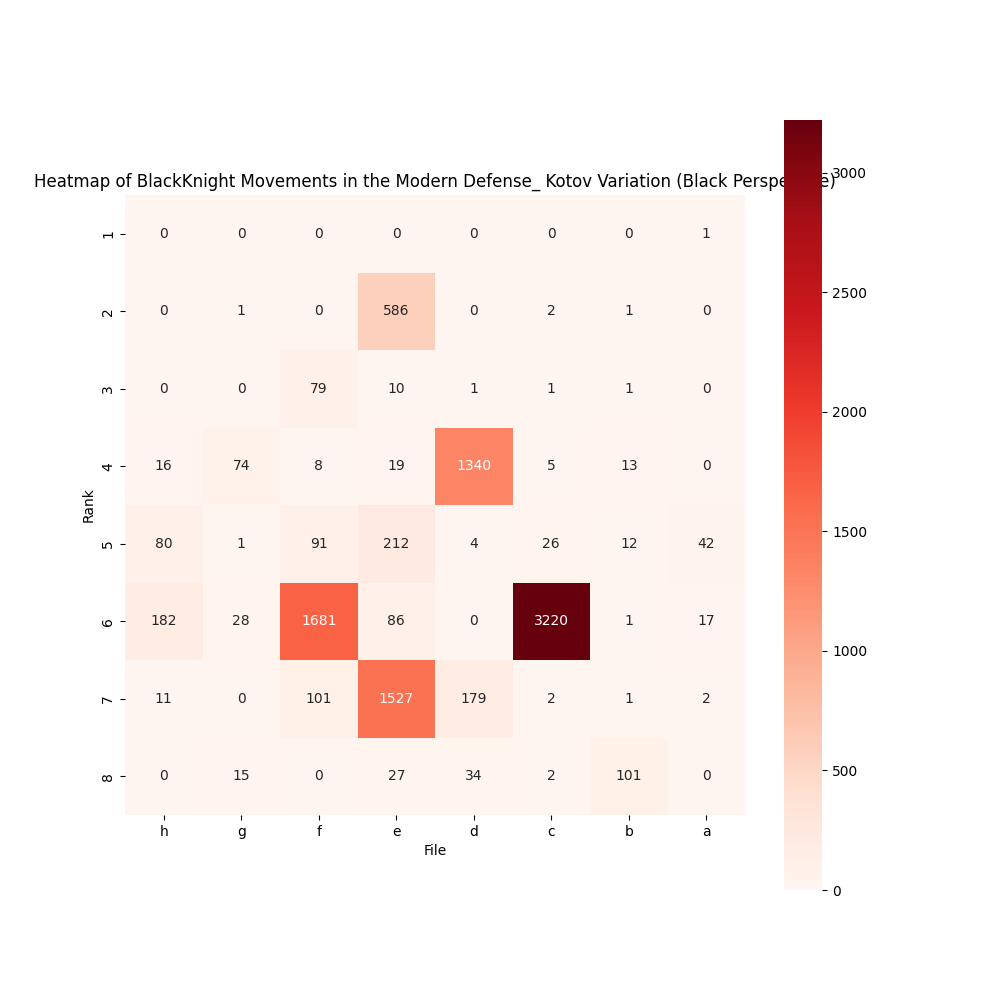 Heatmap of BlackKnight Movements in the Modern Defense_ Kotov Variation (Black Perspe e)
3000
2500
2000
1500
1000
500
0
Rank
1 0 0 0 0 0 0 0 1
2 0 1 0 586 0 2 1 0
3 0 0 79 10 1 1 1 0
4 16 74 8 19 1340 5 13 0
5 80 1 91 212 4 26 12 42
6 182 28 1681 86 0 3220 1 17
7 11 0 101 1527 179 2 1 2
8 0 15 0 27 34 2 101 0
h g f e d c b a
File